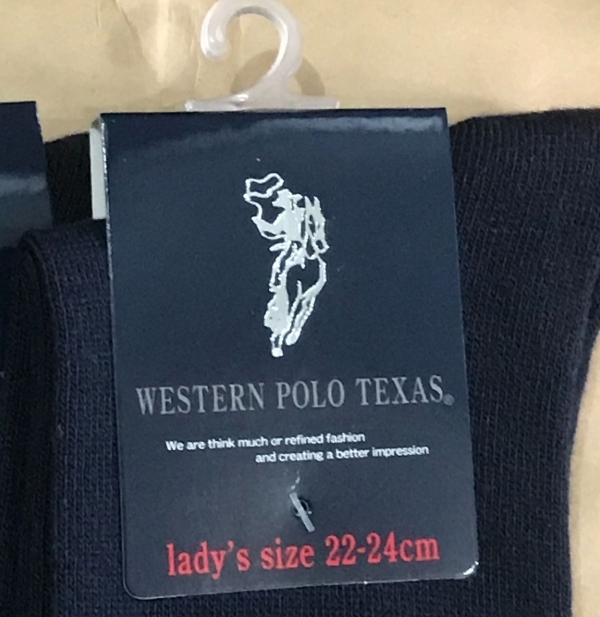 WESTERN POLO TEXAS®
We are think much or refined fashion
and creating a better impression
lady's size 22-24cm